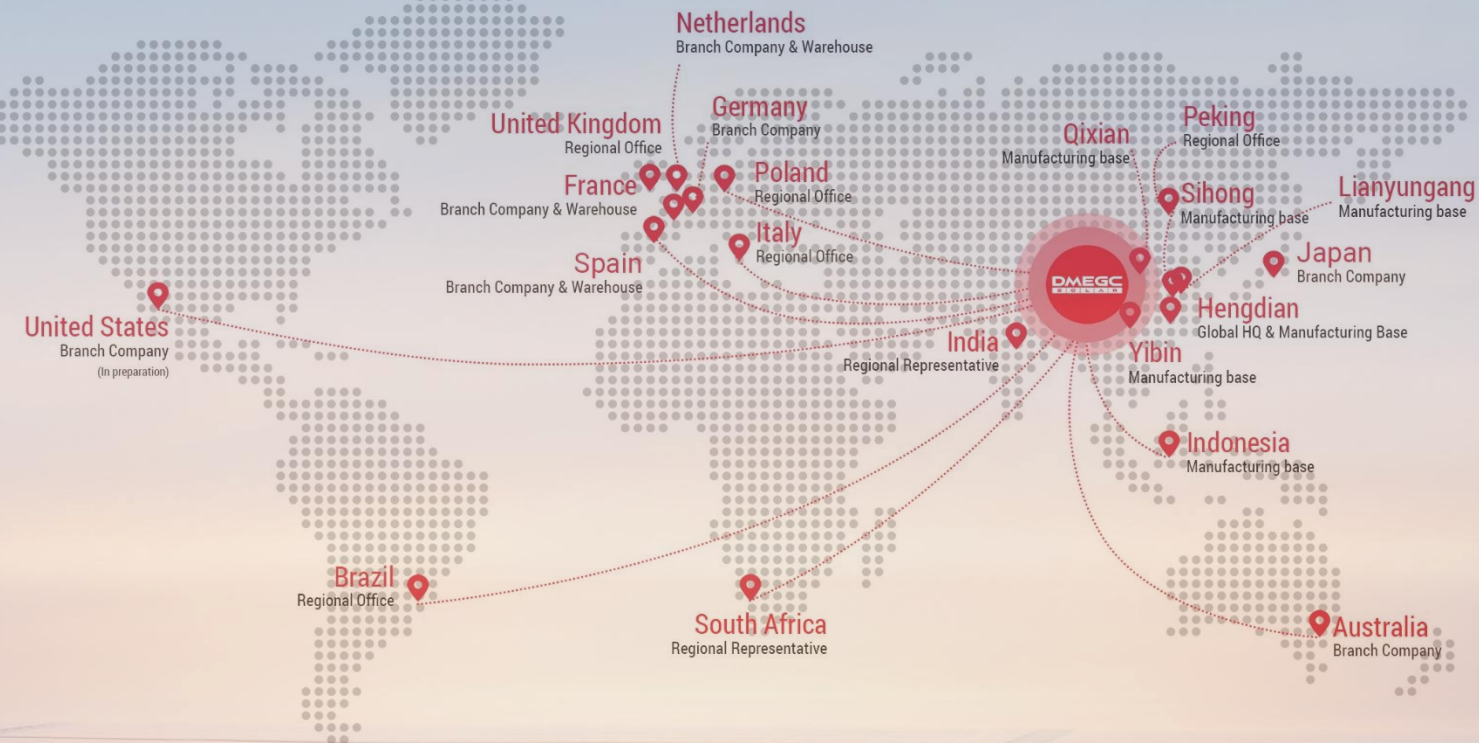 Netherlands
Branch Company & Warehouse
Germany
Branch Company
United Kingdom
Regional Office
France
Branch Company & Warehouse
Poland
Regional Office
Spain
Branch Company & Warehouse
Italy
Regional Office
Qixian
Manufacturing base
Peking
Regional Office
Sihong
Manufacturing base
Lianyungang
Manufacturing base
Japan
Branch Company
DMEGC
SOLAR
Hengdian
Global HQ & Manufacturing Base
United States
Branch Company
(In preparation)
India
Regional Representative
Yibin
Manufacturing base
Indonesia
Manufacturing base
Brazil
Regional Office
South Africa
Regional Representative
Australia
Branch Company